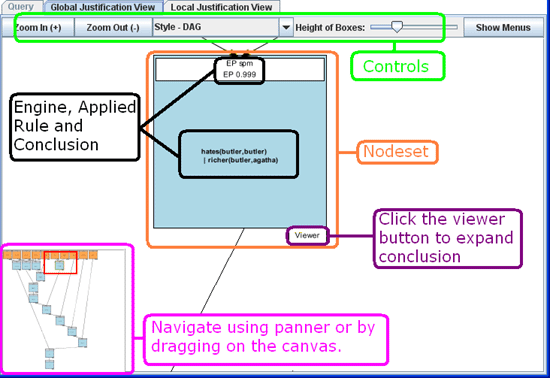 Query Global Justification View Local Justification View
Zoom In (+) Zoom Out (-) Style - DAG Height of Boxes: Show Menus
Controls
EP spm
EP 0.999
Engine, Applied
Rule and
Conclusion
hates(butler,butler)
| richer(butler,agatha)
Nodeset
Viewer
Click the viewer
button to expand
conclusion
Navigate using panner or by
dragging on the canvas.